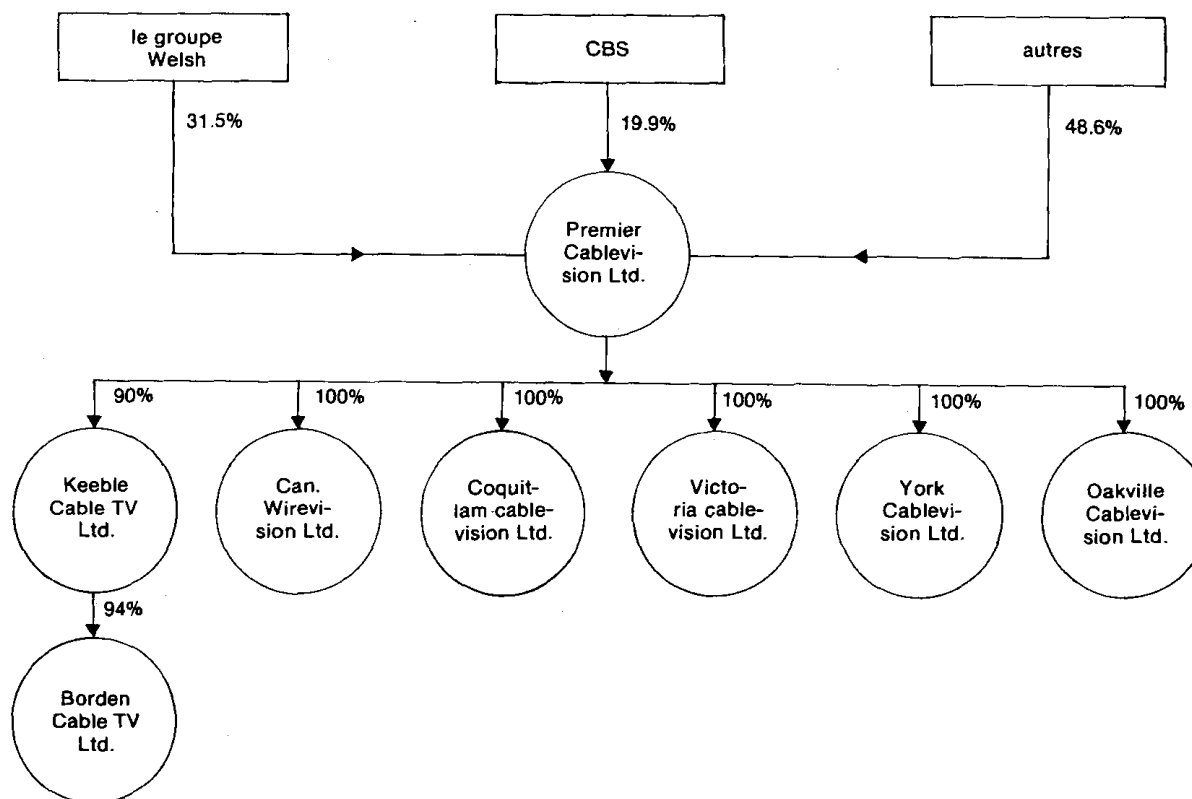 le groupe
Welsh
CBS
autres
31.5%
19.9%
48.6%
Premier
Cablevi-
sion Ltd.
90%
100%
100%
100%
100%
100%
Keeble
Cable TV
Ltd.
Can.
Wirevi-
sion Ltd.
Coquit-
lam cable-
vision Ltd.
Victo-
ria cable-
vision Ltd.
York
Cablevi-
sion Ltd.
Oakville
Cablevi-
sion Ltd.
94%
Borden
Cable TV
Ltd.